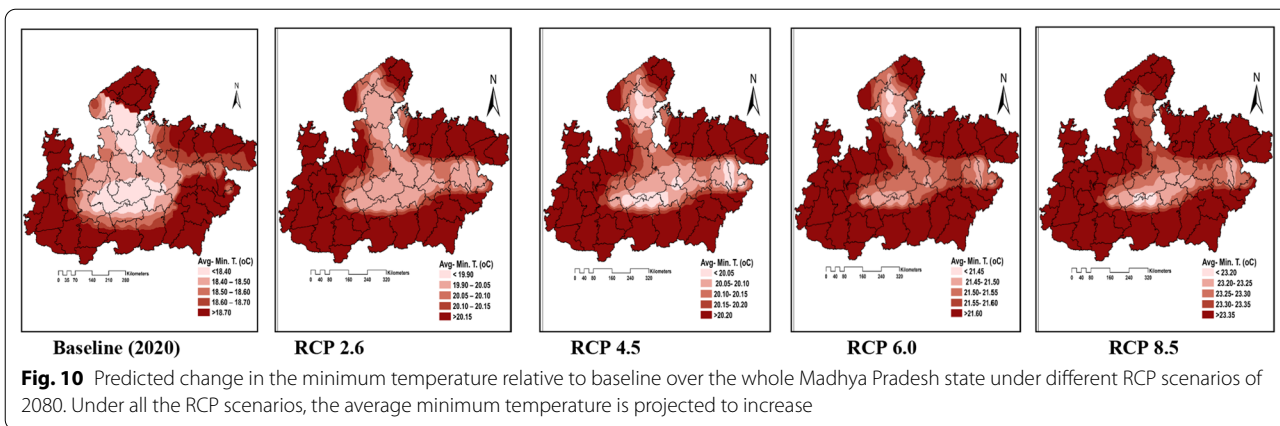 N
N
N
N
N
Avg- Min. T. (oC)
<18.40
18.40 – 18.50
18.50 – 18.60
18.60 – 18.70
>18.70
Kilometers
0 35 70 140 210 280
Avg- Min. T. (oC)
< 19.90
19.90 – 20.05
20.05 – 20.10
20.10 – 20.15
>20.15
Kilometers
0 40 80 160 240 320
Avg- Min. T. (oC)
< 20.05
20.05- 20.10
20.10- 20.15
20.15- 20.20
>20.20
Kilometers
0 40 80 160 240 320
Avg- Min. T. (oC)
< 21.45
21.45- 21.50
21.50- 21.55
21.55- 21.60
>21.60
Kilometers
0 40 80 160 240 320
Avg- Min. T. (oC)
< 23.20
23.20- 23.25
23.25- 23.30
23.30- 23.35
>23.35
Kilometers
0 40 80 160 240 320
Baseline (2020) RCP 2.6 RCP 4.5 RCP 6.0 RCP 8.5
Fig. 10 Predicted change in the minimum temperature relative to baseline over the whole Madhya Pradesh state under different RCP scenarios of
2080. Under all the RCP scenarios, the average minimum temperature is projected to increase